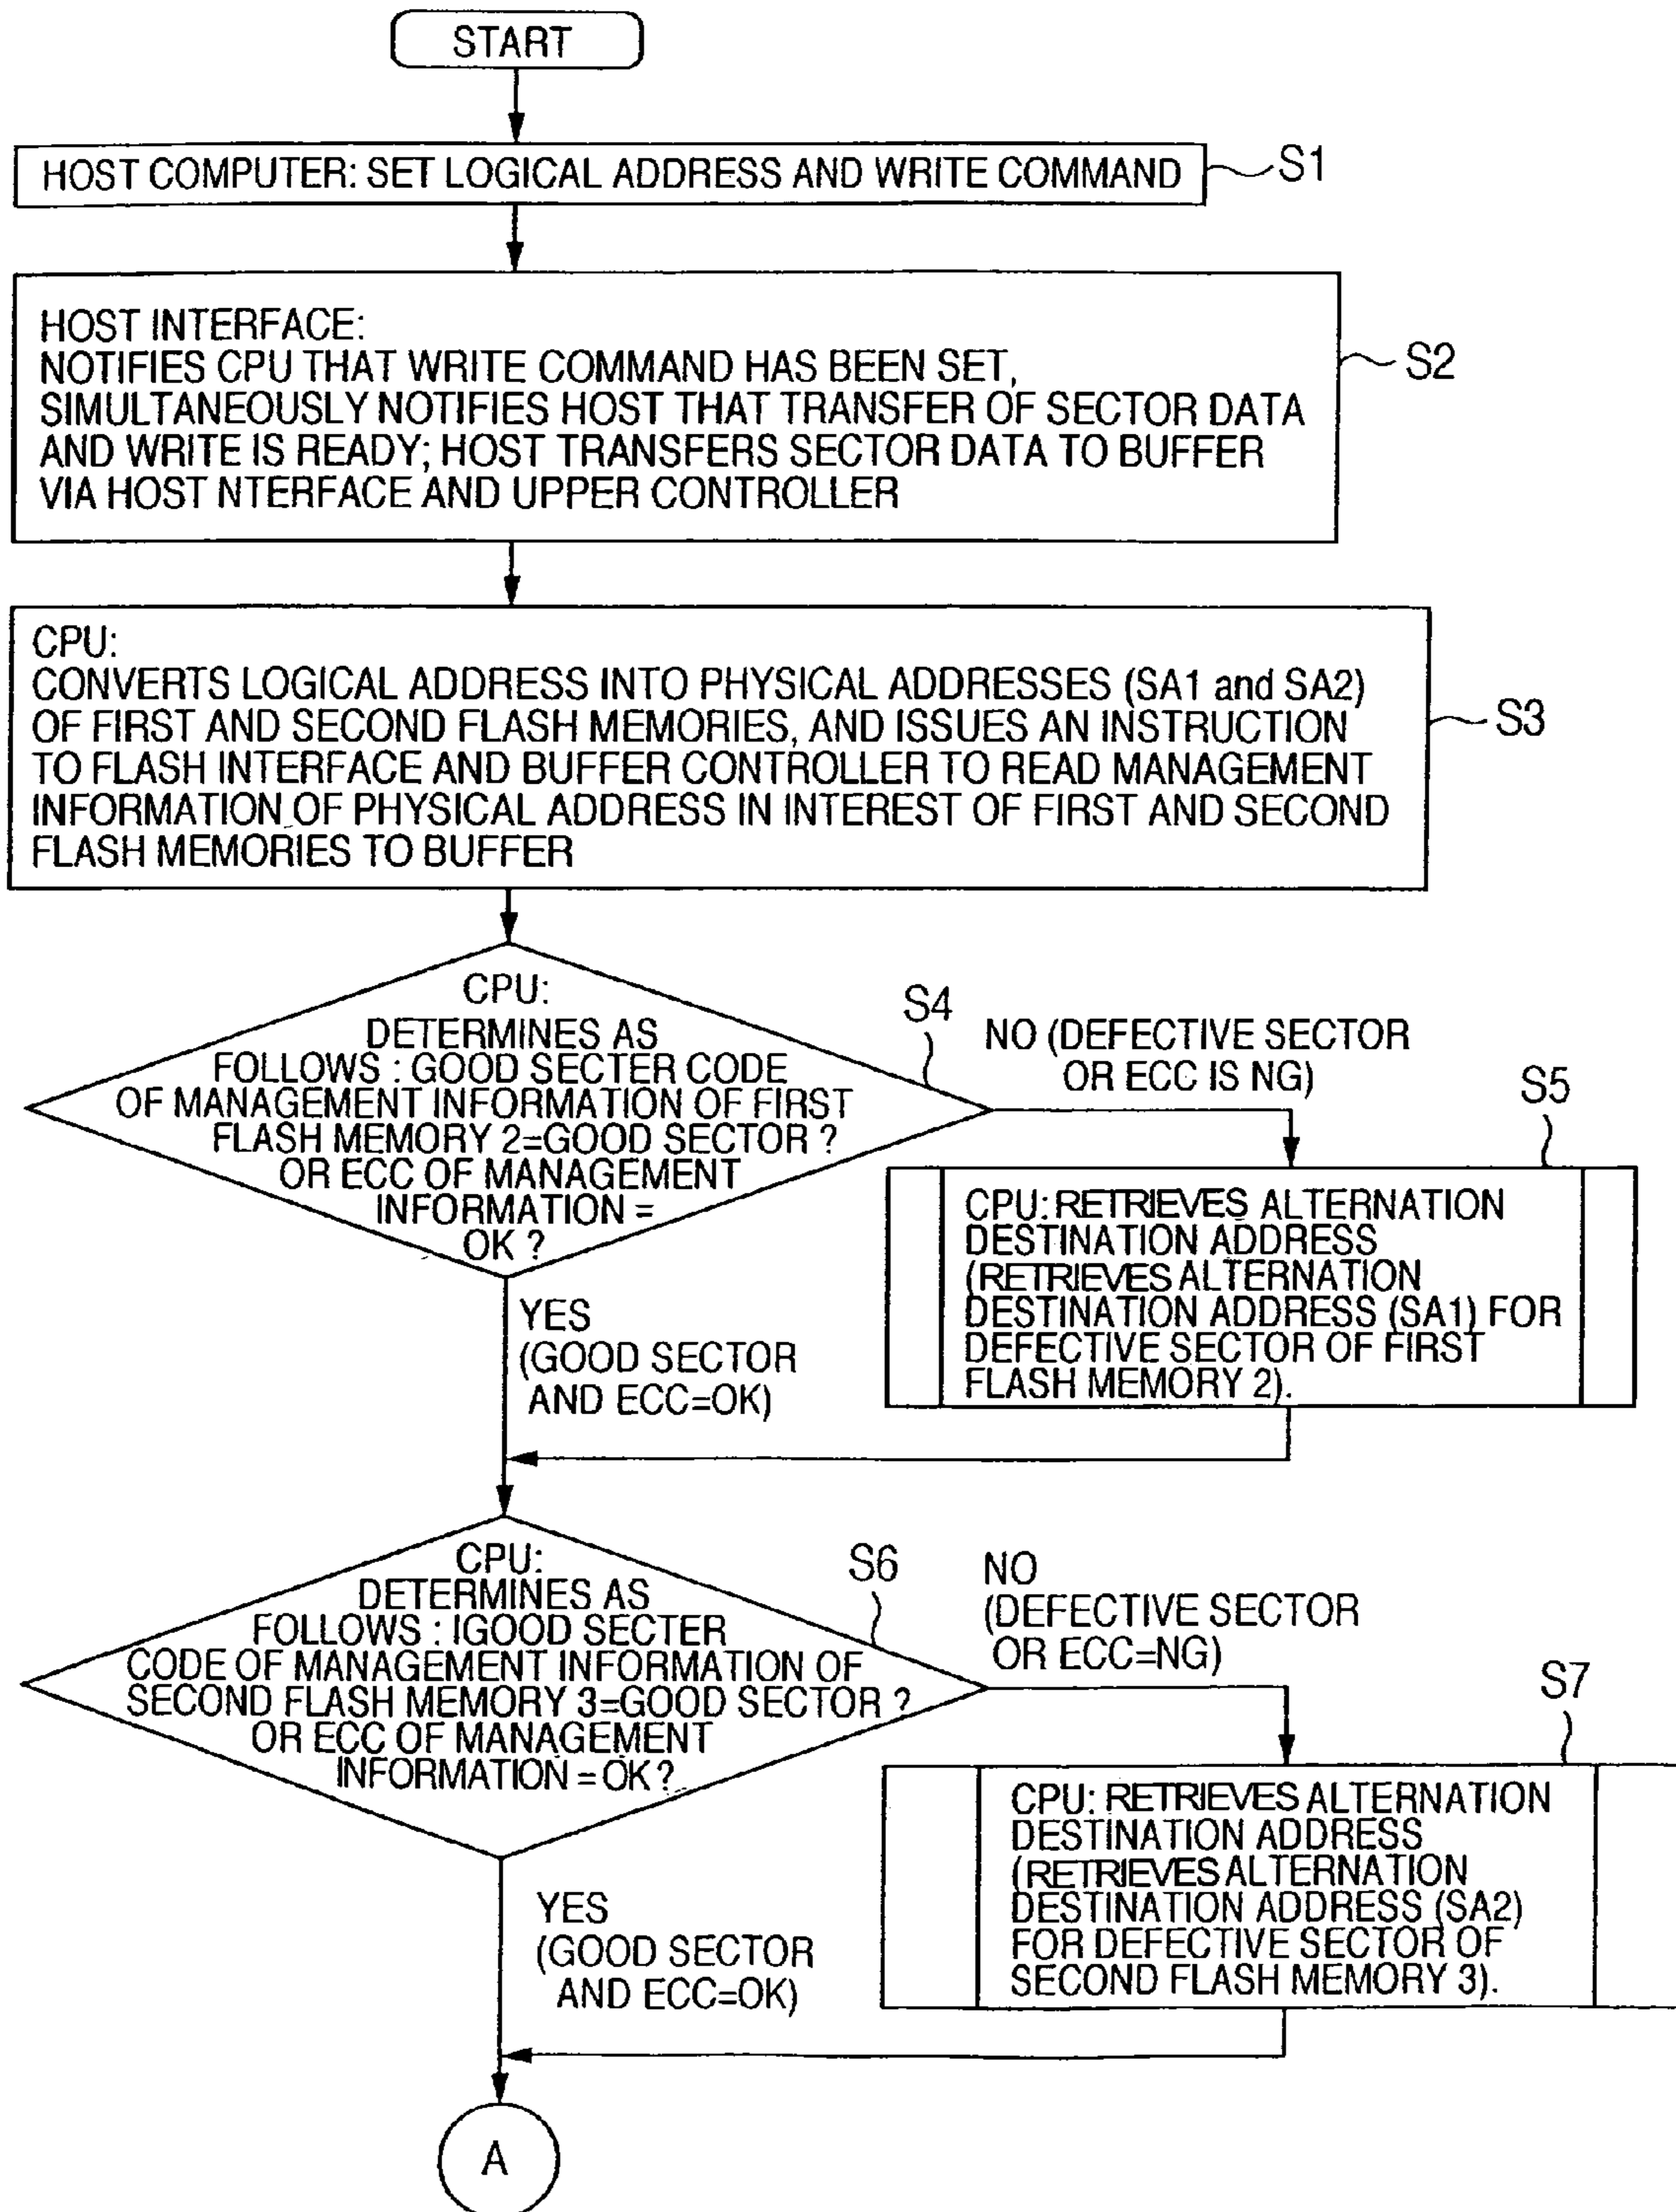 START
HOST COMPUTER: SET LOGICAL ADDRESS AND WRITE COMMAND
S1
HOST INTERFACE:
NOTIFIES CPU THAT WRITE COMMAND HAS BEEN SET,
SIMULTANEOUSLY NOTIFIES HOST THAT TRANSFER OF SECTOR DATA
AND WRITE IS READY; HOST TRANSFERS SECTOR DATA TO BUFFER
VIA HOST NTERFACE AND UPPER CONTROLLER
S2
CPU:
CONVERTS LOGICAL ADDRESS INTO PHYSICAL ADDRESSES (SA1 and SA2)
OF FIRST AND SECOND FLASH MEMORIES, AND ISSUES AN INSTRUCTION
TO FLASH INTERFACE AND BUFFER CONTROLLER TO READ MANAGEMENT
INFORMATION OF PHYSICAL ADDRESS IN INTEREST OF FIRST AND SECOND
FLASH MEMORIES TO BUFFER
S3
CPU:
DETERMINES AS
FOLLOWS : GOOD SECTER CODE
OF MANAGEMENT INFORMATION OF FIRST
FLASH MEMORY 2=GOOD SECTOR ?
OR ECC OF MANAGEMENT
INFORMATION =
OK ?
S4
NO (DEFECTIVE SECTOR
OR ECC IS NG)
S5
CPU: RETRIEVES ALTERNATION
DESTINATION ADDRESS
(RETRIEVES ALTERNATION
DESTINATION ADDRESS (SA1) FOR
DEFECTIVE SECTOR OF FIRST
FLASH MEMORY 2).
YES
(GOOD SECTOR
AND ECC=OK)
CPU:
DETERMINES AS
FOLLOWS : IGOOD SECTER
CODE OF MANAGEMENT INFORMATION OF
SECOND FLASH MEMORY 3=GOOD SECTOR ?
OR ECC OF MANAGEMENT
INFORMATION = OK ?
S6
NO
(DEFECTIVE SECTOR
OR ECC=NG)
S7
CPU: RETRIEVES ALTERNATION
DESTINATION ADDRESS
(RETRIEVES ALTERNATION
DESTINATION ADDRESS (SA2)
FOR DEFECTIVE SECTOR OF
SECOND FLASH MEMORY 3).
YES
(GOOD SECTOR
AND ECC=OK)
A